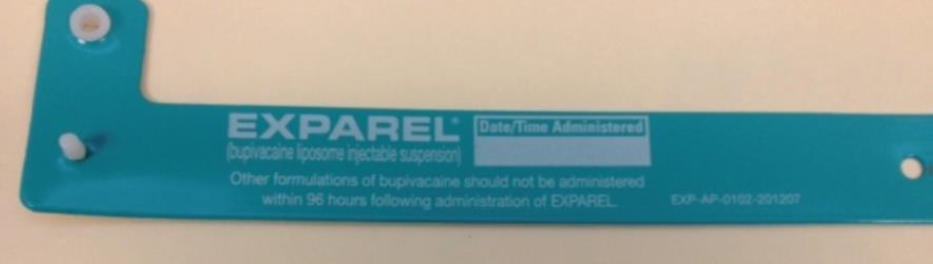 EXPAREL®
(bupivacaine liposome injectable suspension)
Date/Time Administered
Other formulations of bupivacaine should not be administered
within 96 hours following administration of EXPAREL.
EXP-AP-0102-201207